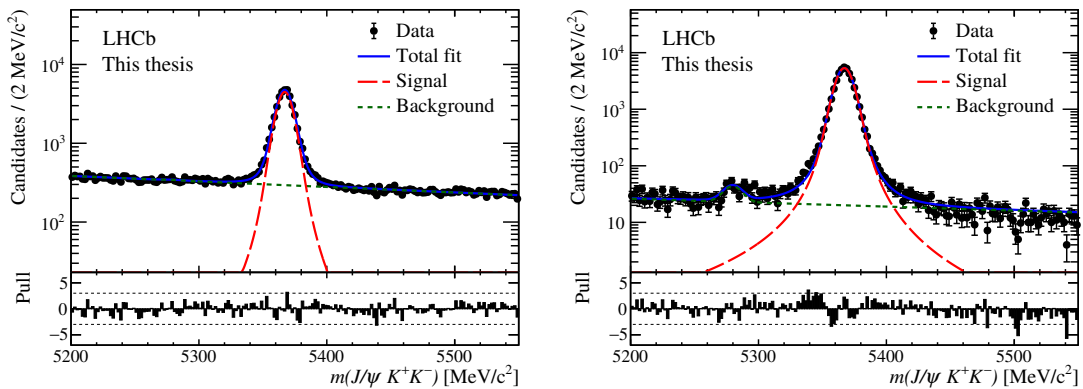 Candidates / (2 MeV/c²)
10⁴
10³
10²
LHCb
This thesis
Data
Total fit
Signal
Background
Pull
5
0
−5
5200 5300 5400 5500
m(J/ψ K⁺K⁻) [MeV/c²]
Candidates / (2 MeV/c²)
10⁴
10³
10²
10
LHCb
This thesis
Data
Total fit
Signal
Background
Pull
5
0
−5
5200 5300 5400 5500
m(J/ψ K⁺K⁻) [MeV/c²]